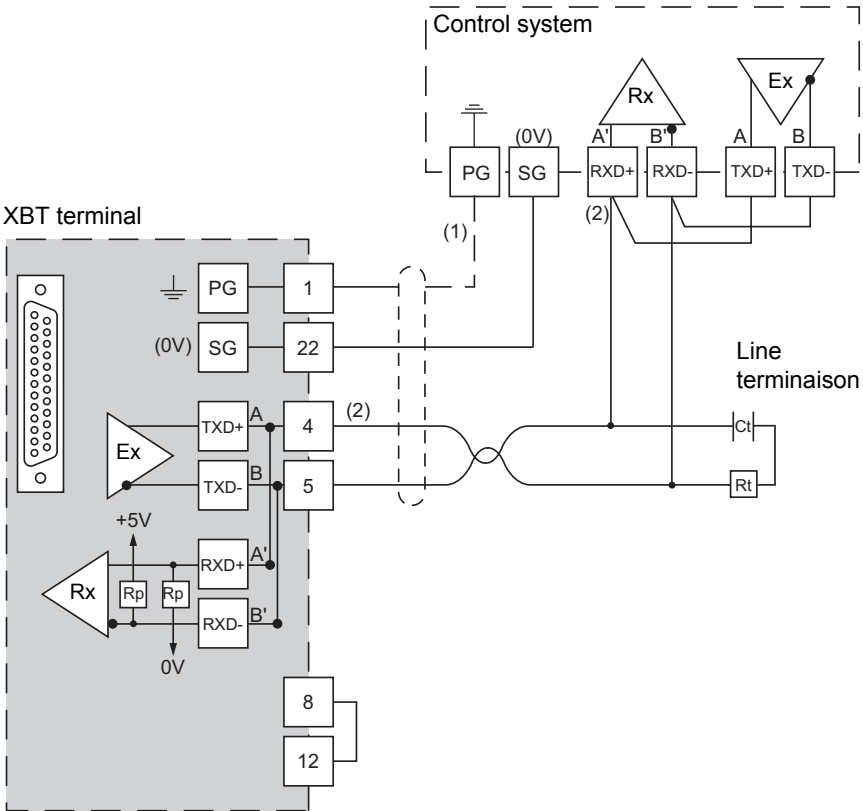 Control system
Rx
Ex
(0V)
A'
B'
A
B
PG
SG
RXD+
RXD-
TXD+
TXD-
(1)
(2)
XBT terminal
PG
1
(0V)
SG
22
Line
terminaison
TXD+
A
4
(2)
Ct
Ex
TXD-
B
5
Rt
+5V
RXD+
A'
Rx
Rp
Rp
RXD-
B'
0V
8
12